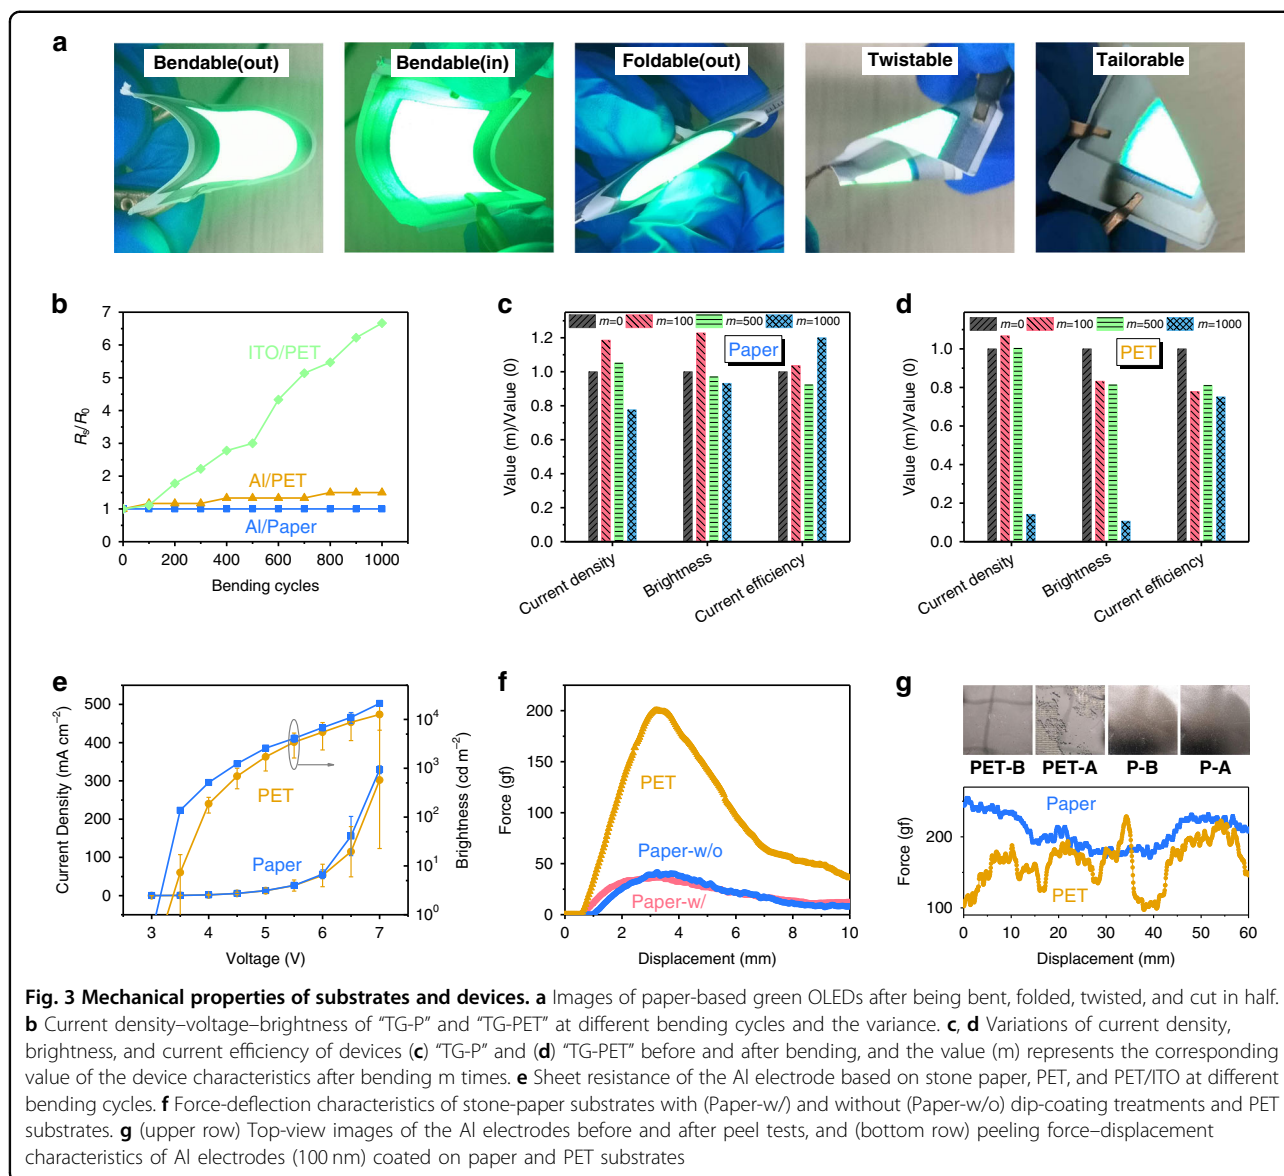 a
Bendable(out)
Bendable(in)
Foldable(out)
Twistable
Tailorable
b
7
6
5
4
3
2
1
0
Rs/R0
ITO/PET
Al/PET
Al/Paper
0 200 400 600 800 1000
Bending cycles
c
m=0 m=100 m=500 m=1000
Paper
1.2
1.0
0.8
0.6
0.4
0.2
0.0
Value (m)/Value (0)
Current density
Brightness
Current efficiency
d
m=0 m=100 m=500 m=1000
PET
1.0
0.8
0.6
0.4
0.2
0.0
Value (m)/Value (0)
Current density
Brightness
Current efficiency
e
500
400
300
200
100
0
Current Density (mA cm−2)
PET
Paper
10^4
10^3
10^2
10^1
10^0
Brightness (cd m−2)
3 4 5 6 7
Voltage (V)
f
200
150
100
50
0
Force (gf)
PET
Paper-w/o
Paper-w/
0 2 4 6 8 10
Displacement (mm)
g
PET-B PET-A P-B P-A
Paper
PET
200
100
Force (gf)
0 10 20 30 40 50 60
Displacement (mm)
Fig. 3 Mechanical properties of substrates and devices. a Images of paper-based green OLEDs after being bent, folded, twisted, and cut in half.
b Current density–voltage–brightness of “TG-P” and “TG-PET” at different bending cycles and the variance. c, d Variations of current density,
brightness, and current efficiency of devices (c) “TG-P” and (d) “TG-PET” before and after bending, and the value (m) represents the corresponding
value of the device characteristics after bending m times. e Sheet resistance of the Al electrode based on stone paper, PET, and PET/ITO at different
bending cycles. f Force-deflection characteristics of stone-paper substrates with (Paper-w/) and without (Paper-w/o) dip-coating treatments and PET
substrates. g (upper row) Top-view images of the Al electrodes before and after peel tests, and (bottom row) peeling force–displacement
characteristics of Al electrodes (100 nm) coated on paper and PET substrates